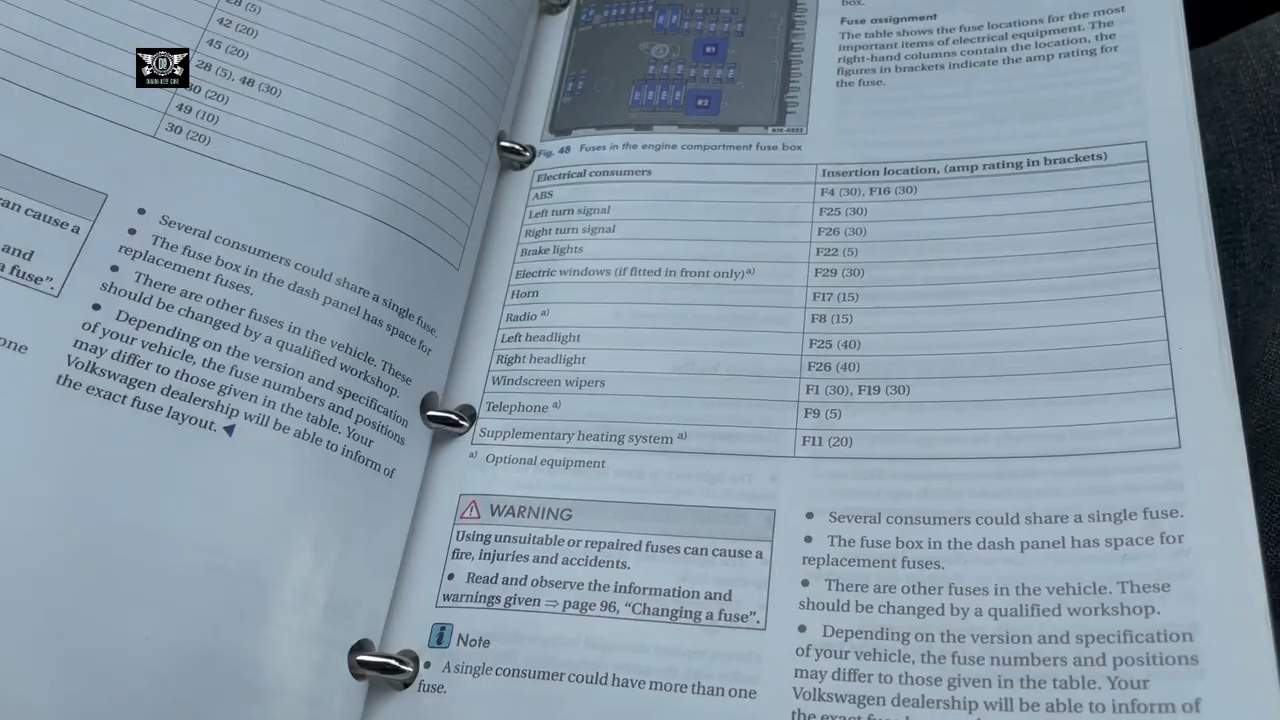 28 (5)
42 (20)
45 (20)
28 (5), 48 (30)
49 (10)
30 (20)
can cause a
and
a fuse”.
one
● Several consumers could share a single fuse.
● The fuse box in the dash panel has space for
replacement fuses.
● There are other fuses in the vehicle. These
should be changed by a qualified workshop.
● Depending on the version and specification
of your vehicle, the fuse numbers and positions
may differ to those given in the table. Your
Volkswagen dealership will be able to inform of
the exact fuse layout. ◀
box.
Fuse assignment
The table shows the fuse locations for the most
important items of electrical equipment. The
right-hand columns contain the location, the
figures in brackets indicate the amp rating for
the fuse.
Fig. 48 Fuses in the engine compartment fuse box
Electrical consumers Insertion location, (amp rating in brackets)
ABS F4 (30), F16 (30)
Left turn signal F25 (30)
Right turn signal F26 (30)
Brake lights F22 (5)
Electric windows (if fitted in front only)a) F29 (30)
Horn F17 (15)
Radio a) F8 (15)
Left headlight F25 (40)
Right headlight F26 (40)
Windscreen wipers F1 (30), F19 (30)
Telephone a) F9 (5)
Supplementary heating system a) F11 (20)
a) Optional equipment
WARNING
Using unsuitable or repaired fuses can cause a
fire, injuries and accidents.
● Read and observe the information and
warnings given ⇒ page 96, “Changing a fuse”.
Note
● A single consumer could have more than one
fuse.
● Several consumers could share a single fuse.
● The fuse box in the dash panel has space for
replacement fuses.
● There are other fuses in the vehicle. These
should be changed by a qualified workshop.
● Depending on the version and specification
of your vehicle, the fuse numbers and positions
may differ to those given in the table. Your
Volkswagen dealership will be able to inform of
the exact fuse layout.